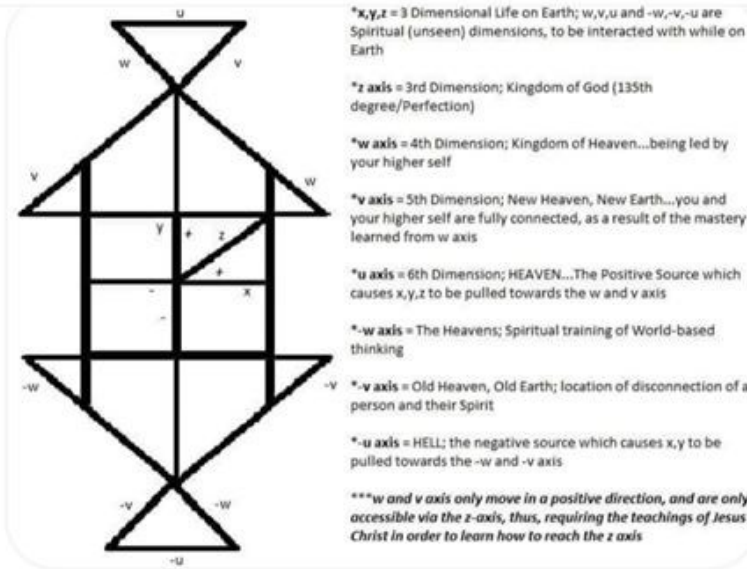 u
w
v
v
w
y
+
z
+
-
x
-
-w
-v
-v
-w
-u
*x,y,z = 3 Dimensional Life on Earth; w,v,u and -w,-v,-u are
Spiritual (unseen) dimensions, to be interacted with while on
Earth
*z axis = 3rd Dimension; Kingdom of God (135th
degree/Perfection)
*w axis = 4th Dimension; Kingdom of Heaven...being led by
your higher self
*v axis = 5th Dimension; New Heaven, New Earth...you and
your higher self are fully connected, as a result of the mastery
learned from w axis
*u axis = 6th Dimension; HEAVEN...The Positive Source which
causes x,y,z to be pulled towards the w and v axis
*-w axis = The Heavens; Spiritual training of World-based
thinking
*-v axis = Old Heaven, Old Earth; location of disconnection of a
person and their Spirit
*-u axis = HELL; the negative source which causes x,y to be
pulled towards the -w and -v axis
***w and v axis only move in a positive direction, and are only
accessible via the z-axis, thus, requiring the teachings of Jesus
Christ in order to learn how to reach the z axis